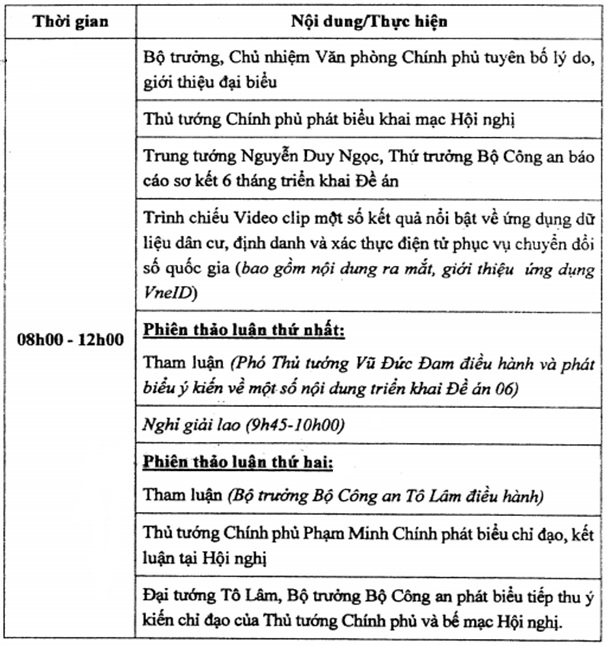 Thời gian
Nội dung/Thực hiện
08h00 - 12h00
Bộ trưởng, Chủ nhiệm Văn phòng Chính phủ tuyên bố lý do,
giới thiệu đại biểu
Thủ tướng Chính phủ phát biểu khai mạc Hội nghị
Trung tướng Nguyễn Duy Ngọc, Thứ trưởng Bộ Công an báo
cáo sơ kết 6 tháng triển khai Đề án
Trình chiếu Video clip một số kết quả nổi bật về ứng dụng dữ
liệu dân cư, định danh và xác thực điện tử phục vụ chuyển đổi
số quốc gia (bao gồm nội dung ra mắt, giới thiệu ứng dụng
VneID)
Phiên thảo luận thứ nhất:
Tham luận (Phó Thủ tướng Vũ Đức Đam điều hành và phát
biểu ý kiến về một số nội dung triển khai Đề án 06)
Nghỉ giải lao (9h45-10h00)
Phiên thảo luận thứ hai:
Tham luận (Bộ trưởng Bộ Công an Tô Lâm điều hành)
Thủ tướng Chính phủ Phạm Minh Chính phát biểu chỉ đạo, kết
luận tại Hội nghị
Đại tướng Tô Lâm, Bộ trưởng Bộ Công an phát biểu tiếp thu ý
kiến chỉ đạo của Thủ tướng Chính phủ và bế mạc Hội nghị.